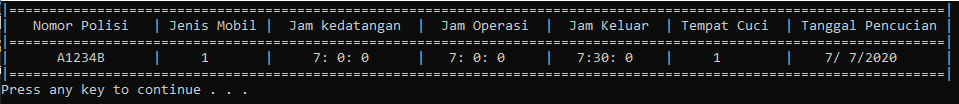 |==============================================================================================================|
| Nomor Polisi | Jenis Mobil | Jam kedatangan | Jam Operasi | Jam Keluar | Tempat Cuci | Tanggal Pencucian |
|==============================================================================================================|
| A1234B | 1 | 7: 0: 0 | 7: 0: 0 | 7:30: 0 | 1 | 7/ 7/2020 |
|==============================================================================================================|
Press any key to continue . . .